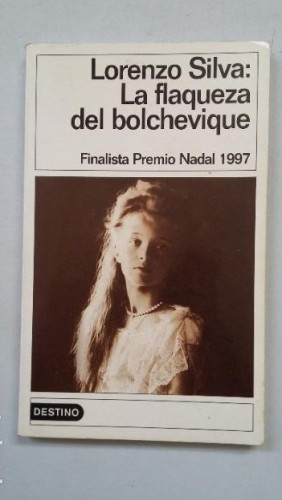 Lorenzo Silva:
La flaqueza
del bolchevique
Finalista Premio Nadal 1997
DESTINO